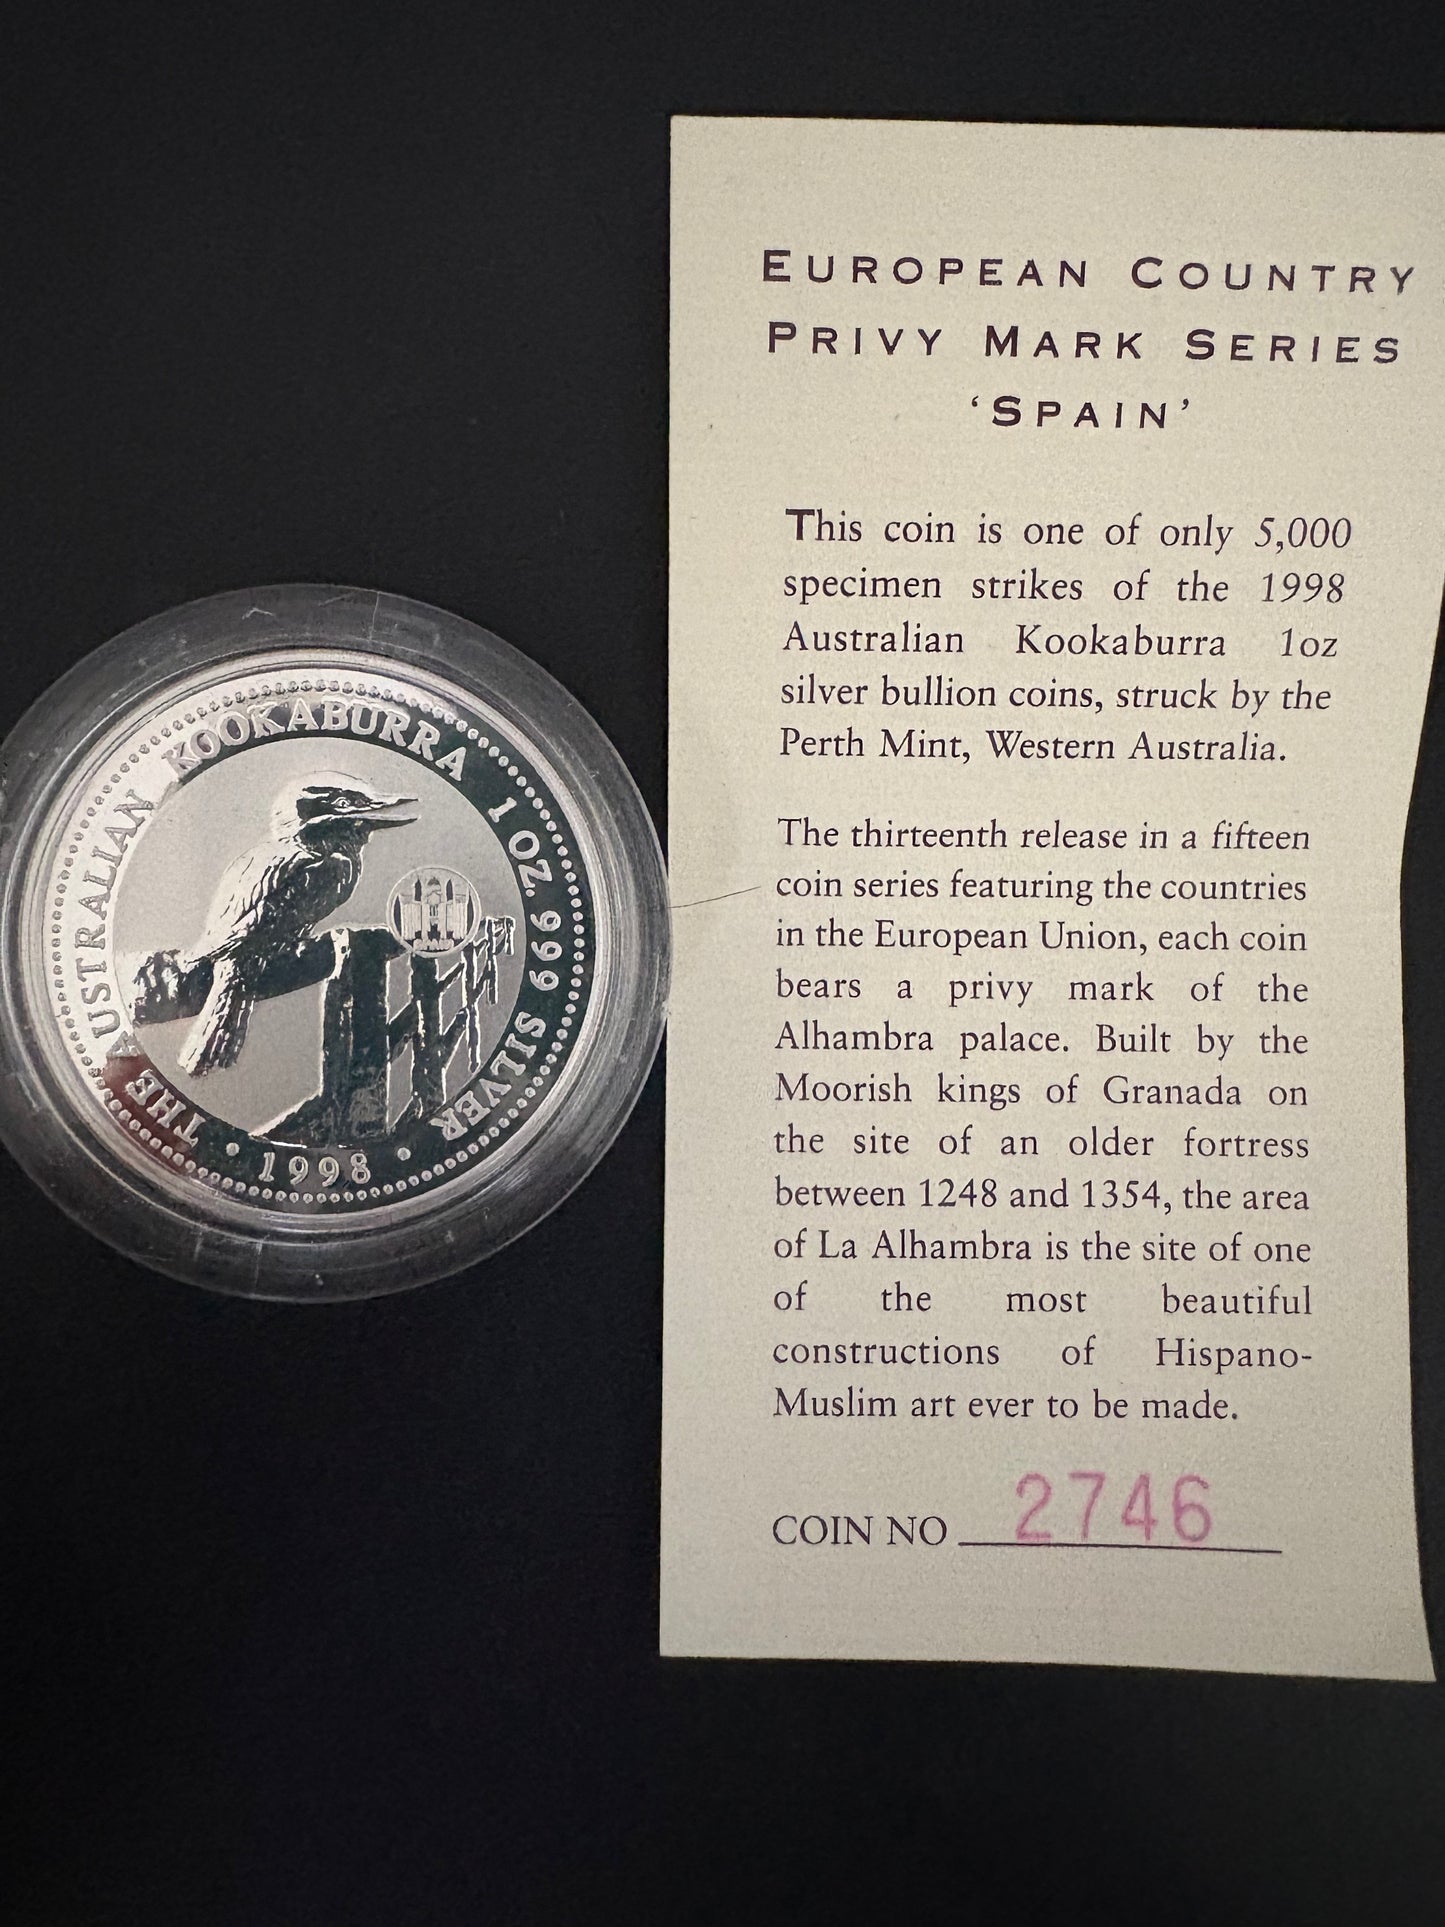 THE AUSTRALIAN KOOKABURRA 1 OZ. 999 SILVER
• 1998 •
EUROPEAN COUNTRY
PRIVY MARK SERIES
‘SPAIN’
This coin is one of only 5,000
specimen strikes of the 1998
Australian Kookaburra 1oz
silver bullion coins, struck by the
Perth Mint, Western Australia.
The thirteenth release in a fifteen
coin series featuring the countries
in the European Union, each coin
bears a privy mark of the
Alhambra palace. Built by the
Moorish kings of Granada on
the site of an older fortress
between 1248 and 1354, the area
of La Alhambra is the site of one
of the most beautiful
constructions of Hispano-
Muslim art ever to be made.
COIN NO 2746